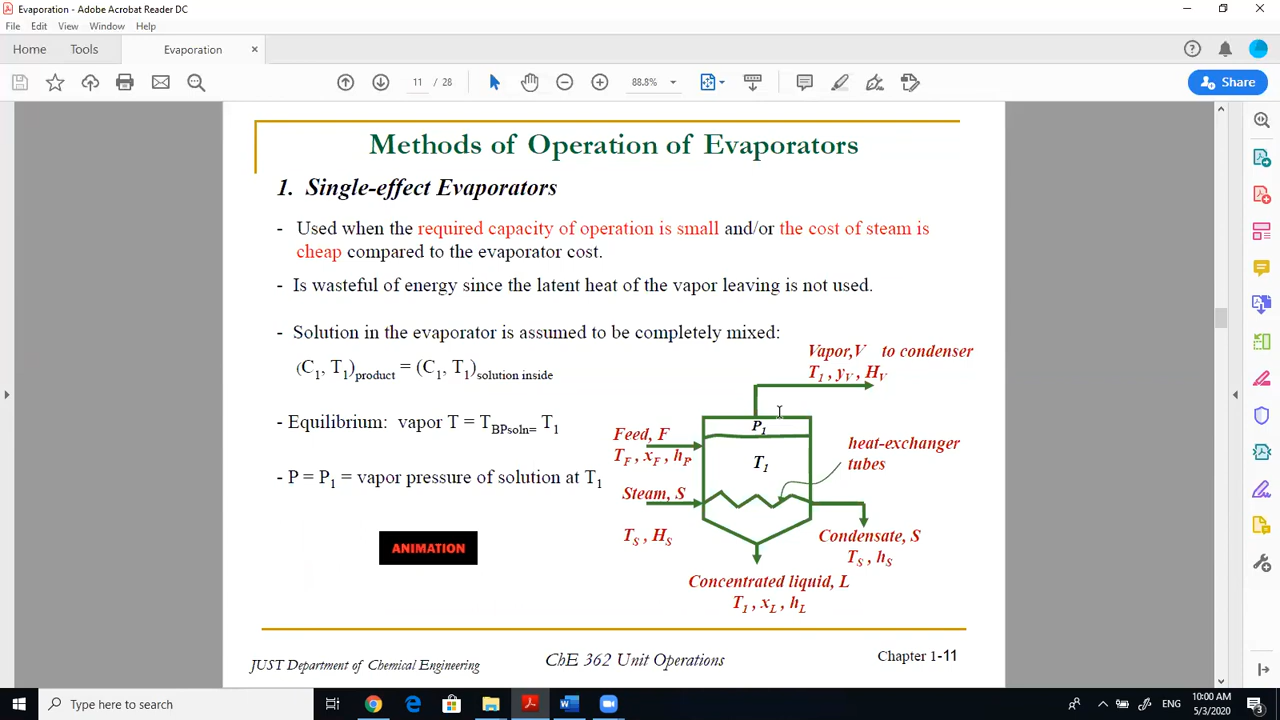 Evaporation - Adobe Acrobat Reader DC
File Edit View Window Help
Home Tools Evaporation ×
11 / 28 88.8% Share
Methods of Operation of Evaporators
1. Single-effect Evaporators
- Used when the required capacity of operation is small and/or the cost of steam is
cheap compared to the evaporator cost.
- Is wasteful of energy since the latent heat of the vapor leaving is not used.
- Solution in the evaporator is assumed to be completely mixed:
(C1, T1)product = (C1, T1)solution inside
- Equilibrium: vapor T = TBPsoln= T1
- P = P1 = vapor pressure of solution at T1
ANIMATION
Vapor,V to condenser
T1 , yV , HV
P1
Feed, F
TF , xF , hF
T1
heat-exchanger
tubes
Steam, S
TS , HS
Condensate, S
TS , hS
Concentrated liquid, L
T1 , xL , hL
JUST Department of Chemical Engineering
ChE 362 Unit Operations
Chapter 1-11
Type here to search
ENG
10:00 AM
5/3/2020
3